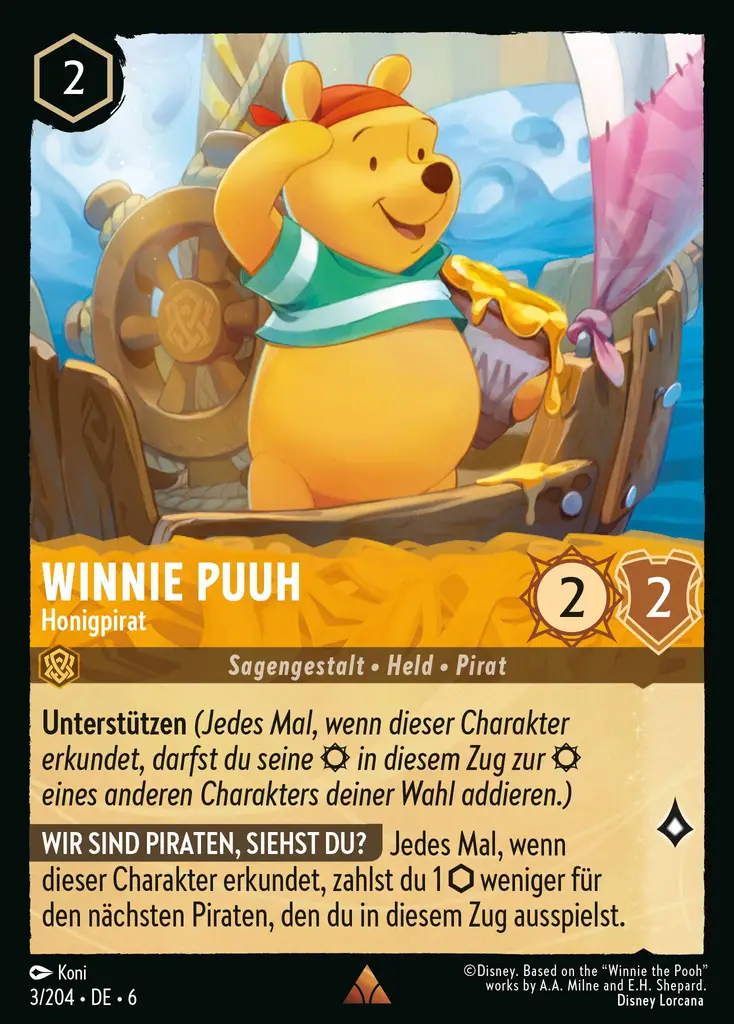 2
NY
WINNIE PUUH
Honigpirat
2
2
Sagengestalt • Held • Pirat
Unterstützen (Jedes Mal, wenn dieser Charakter
erkundet, darfst du seine in diesem Zug zur
eines anderen Charakters deiner Wahl addieren.)
WIR SIND PIRATEN, SIEHST DU? Jedes Mal, wenn
dieser Charakter erkundet, zahlst du 1 weniger für
den nächsten Piraten, den du in diesem Zug ausspielst.
Koni
3/204 • DE • 6
©Disney. Based on the “Winnie the Pooh”
works by A.A. Milne and E.H. Shepard.
Disney Lorcana